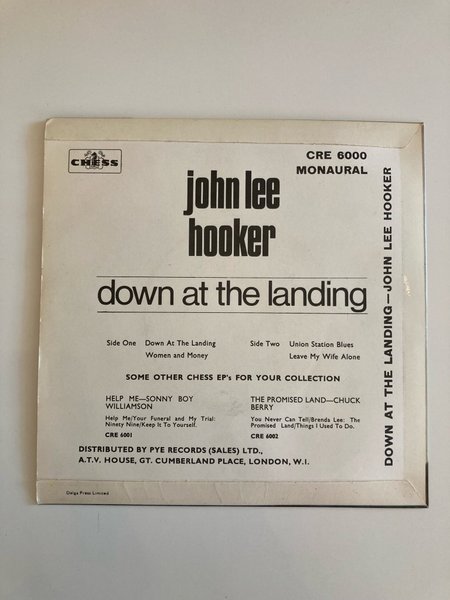 CHESS
CRE 6000
MONAURAL
john lee
hooker
down at the landing
Side One Down At The Landing
Women and Money
Side Two Union Station Blues
Leave My Wife Alone
SOME OTHER CHESS EP's FOR YOUR COLLECTION
HELP ME—SONNY BOY
WILLIAMSON
Help Me/Your Funeral and My Trial:
Ninety Nine/Keep It To Yourself.
CRE 6001
THE PROMISED LAND—CHUCK
BERRY
You Never Can Tell/Brenda Lee: The
Promised Land/Things I Used To Do.
CRE 6002
DISTRIBUTED BY PYE RECORDS (SALES) LTD.,
A.T.V. HOUSE, GT. CUMBERLAND PLACE, LONDON, W.I.
DOWN AT THE LANDING—JOHN LEE HOOKER
Delga Press Limited